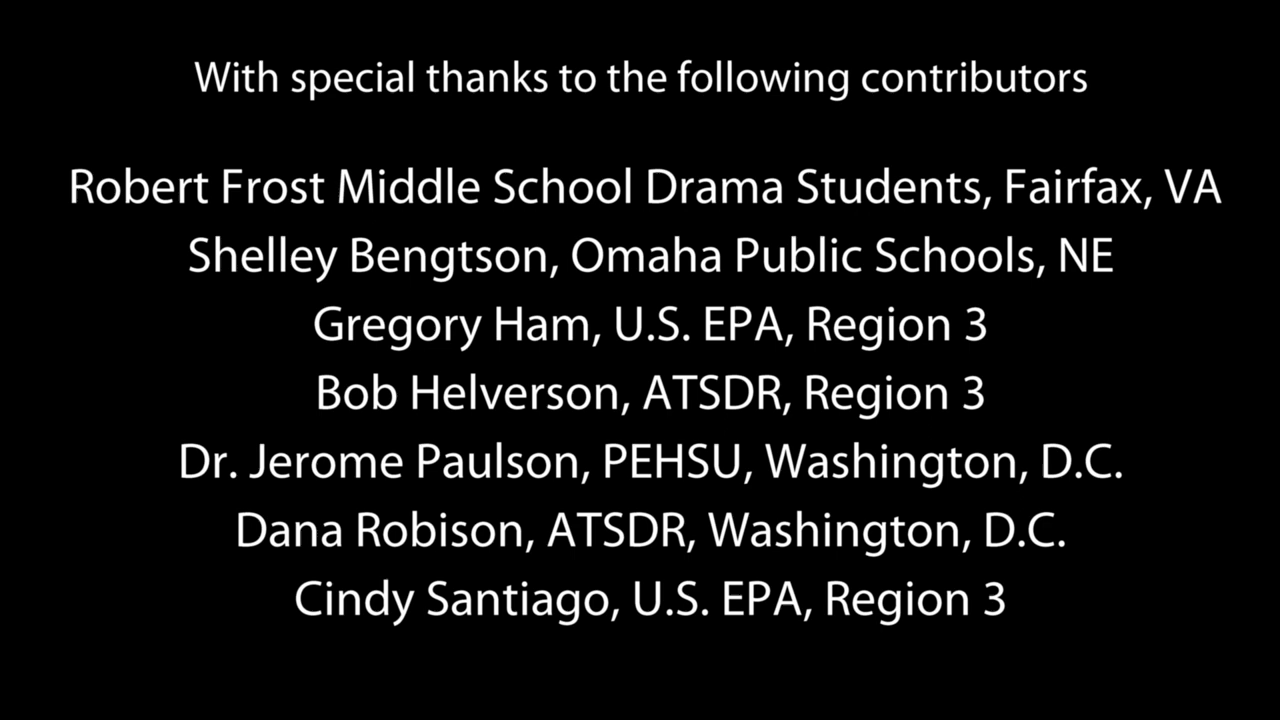 With special thanks to the following contributors
Robert Frost Middle School Drama Students, Fairfax, VA
Shelley Bengtson, Omaha Public Schools, NE
Gregory Ham, U.S. EPA, Region 3
Bob Helverson, ATSDR, Region 3
Dr. Jerome Paulson, PEHSU, Washington, D.C.
Dana Robison, ATSDR, Washington, D.C.
Cindy Santiago, U.S. EPA, Region 3